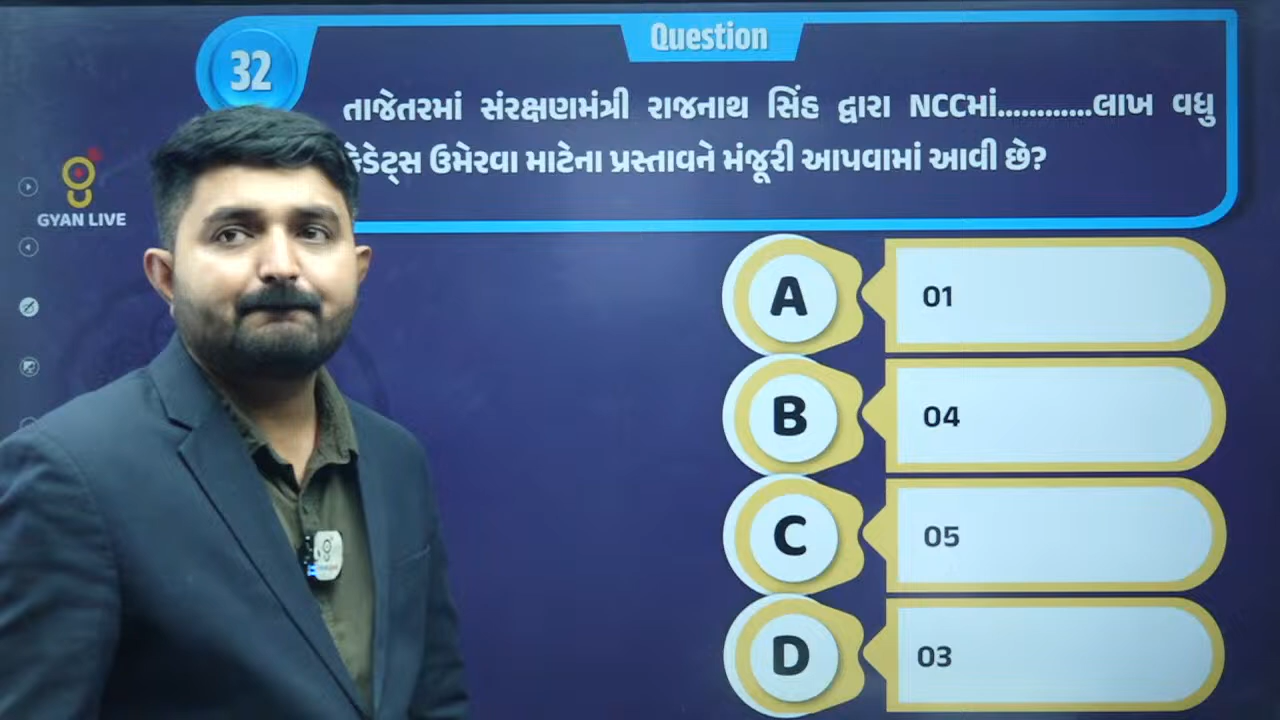 Question
32
તાજેતરમાં સંરક્ષણમંત્રી રાજનાથ સિંહ દ્વારા NCCમાં............લાખ વધુ
કેડેટ્સ ઉમેરવા માટેના પ્રસ્તાવને મંજૂરી આપવામાં આવી છે?
GYAN LIVE
A 01
B 04
C 05
D 03